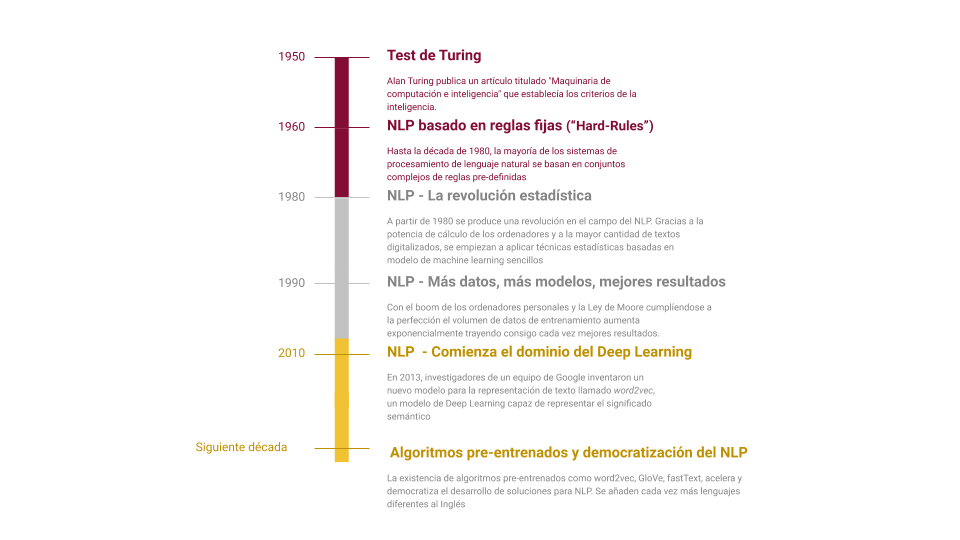 1950
Test de Turing
Alan Turing publica un artículo titulado "Maquinaria de
computación e inteligencia" que establecía los criterios de la
inteligencia.
1960
NLP basado en reglas fijas (“Hard-Rules”)
Hasta la década de 1980, la mayoría de los sistemas de
procesamiento de lenguaje natural se basan en conjuntos
complejos de reglas pre-definidas
1980
NLP - La revolución estadística
A partir de 1980 se produce una revolución en el campo del NLP. Gracias a la
potencia de cálculo de los ordenadores y a la mayor cantidad de textos
digitalizados, se empiezan a aplicar técnicas estadísticas basadas en
modelo de machine learning sencillos
1990
NLP - Más datos, más modelos, mejores resultados
Con el boom de los ordenadores personales y la Ley de Moore cumplíendose a
la perfección el volumen de datos de entrenamiento aumenta
exponencialmente trayendo consigo cada vez mejores resultados.
2010
NLP - Comienza el dominio del Deep Learning
En 2013, investigadores de un equipo de Google inventaron un
nuevo modelo para la representación de texto llamado word2vec,
un modelo de Deep Learning capaz de representar el significado
semántico
Siguiente década
Algoritmos pre-entrenados y democratización del NLP
La existencia de algoritmos pre-entrenados como word2vec, GloVe, fastText, acelera y
democratiza el desarrollo de soluciones para NLP. Se añaden cada vez más lenguajes
diferentes al Inglés